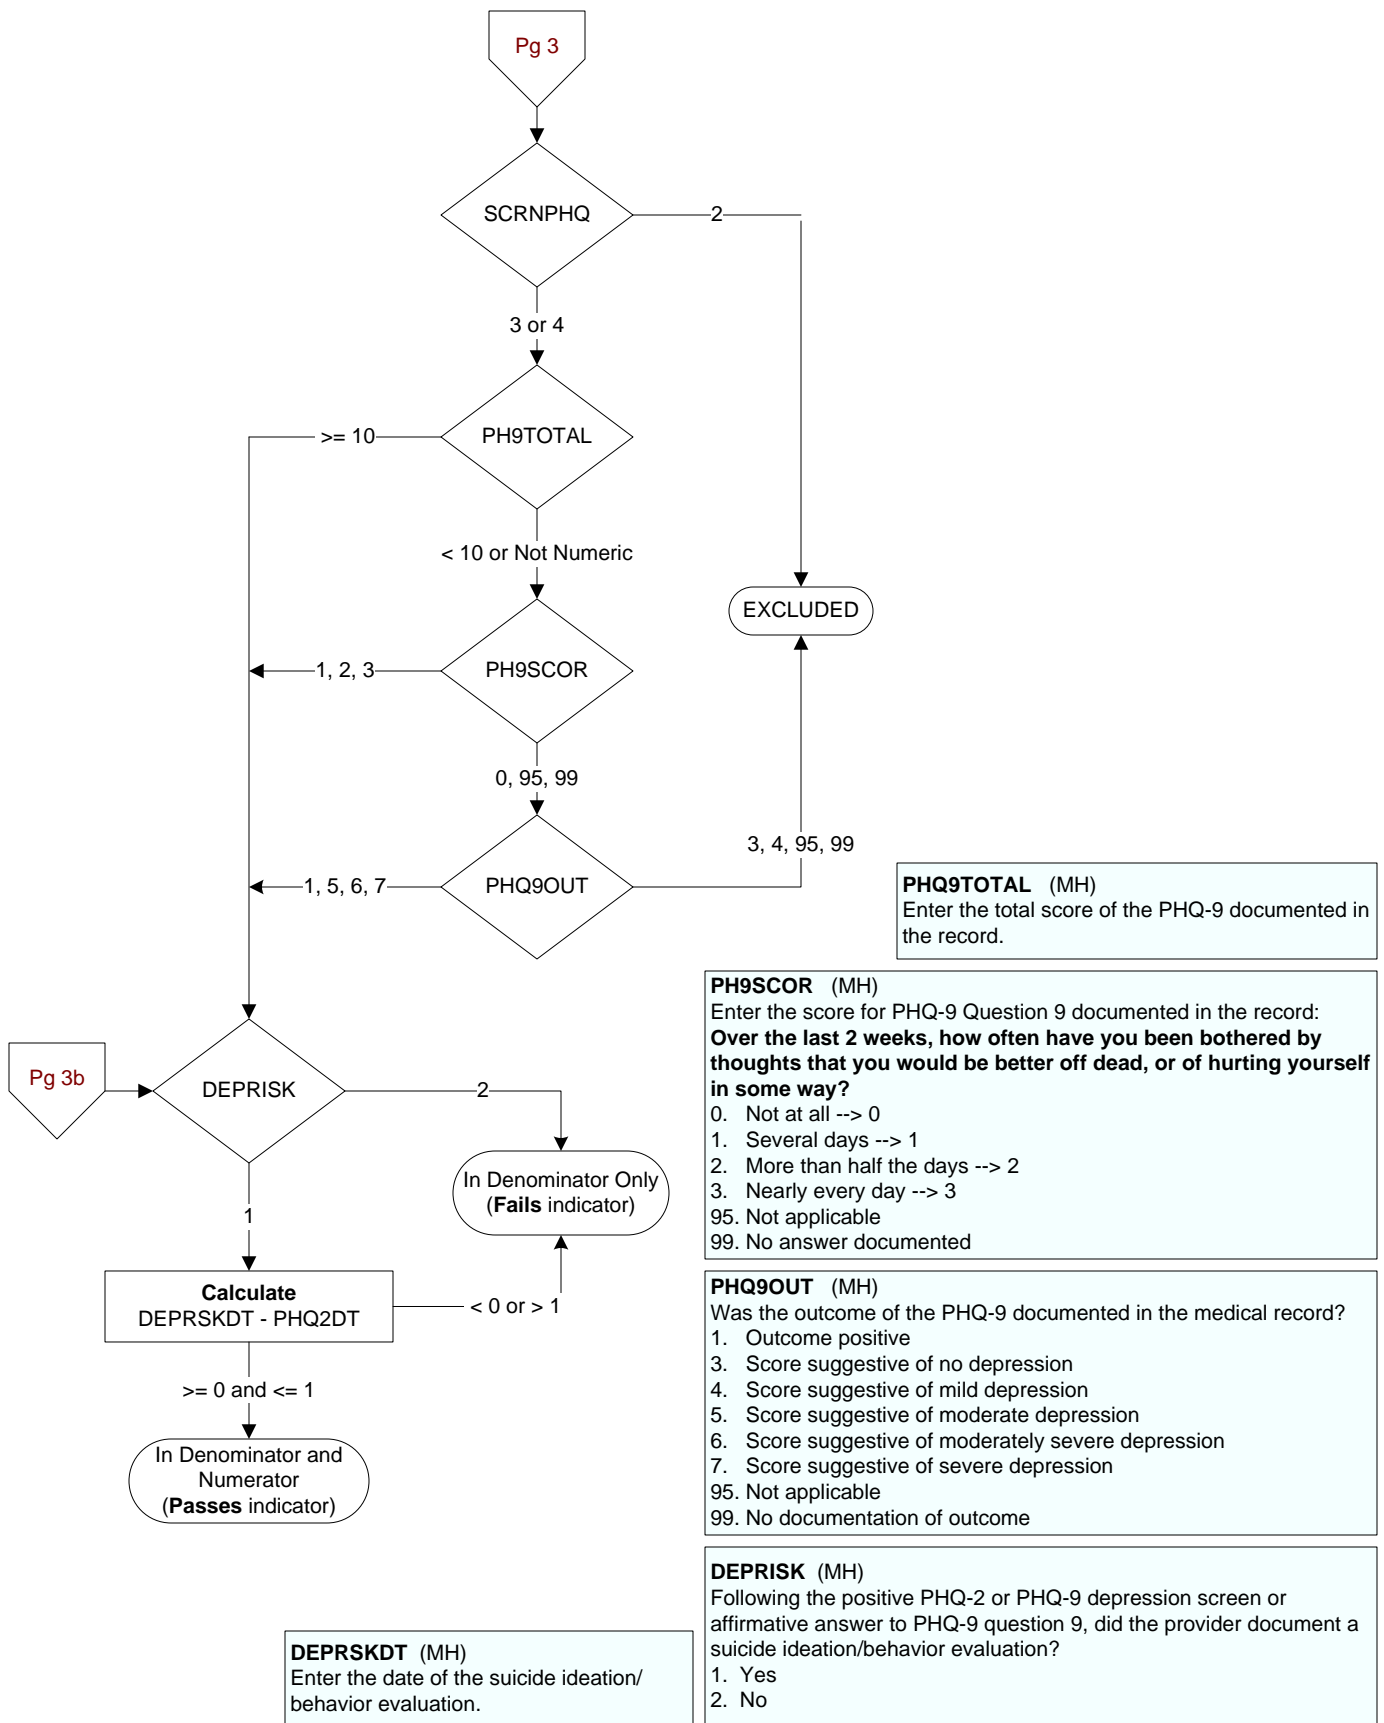 Pg 3
SCRNPHQ
2
3 or 4
PH9TOTAL
>= 10
< 10 or Not Numeric
EXCLUDED
PH9SCOR
1, 2, 3
0, 95, 99
PHQ9OUT
1, 5, 6, 7
3, 4, 95, 99
PHQ9TOTAL (MH)
Enter the total score of the PHQ-9 documented in
the record.
PH9SCOR (MH)
Enter the score for PHQ-9 Question 9 documented in the record:
Over the last 2 weeks, how often have you been bothered by
thoughts that you would be better off dead, or of hurting yourself
in some way?
0. Not at all --> 0
1. Several days --> 1
2. More than half the days --> 2
3. Nearly every day --> 3
95. Not applicable
99. No answer documented
Pg 3b
DEPRISK
2
In Denominator Only
(Fails indicator)
1
Calculate
DEPRSKDT - PHQ2DT
< 0 or > 1
>= 0 and <= 1
In Denominator and
Numerator
(Passes indicator)
PHQ9OUT (MH)
Was the outcome of the PHQ-9 documented in the medical record?
1. Outcome positive
3. Score suggestive of no depression
4. Score suggestive of mild depression
5. Score suggestive of moderate depression
6. Score suggestive of moderately severe depression
7. Score suggestive of severe depression
95. Not applicable
99. No documentation of outcome
DEPRISK (MH)
Following the positive PHQ-2 or PHQ-9 depression screen or
affirmative answer to PHQ-9 question 9, did the provider document a
suicide ideation/behavior evaluation?
1. Yes
2. No
DEPRSKDT (MH)
Enter the date of the suicide ideation/
behavior evaluation.